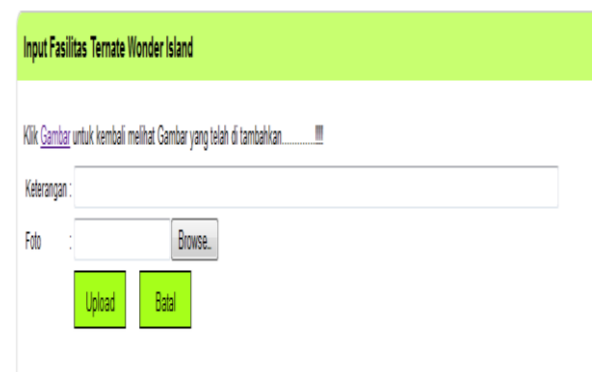 Input Fasilitas Ternate Wonder Island
Klik Gambar untuk kembali melihat Gambar yang telah di tambahkan.............!!!!
Keterangan :
Foto : Browse..
Upload Batal